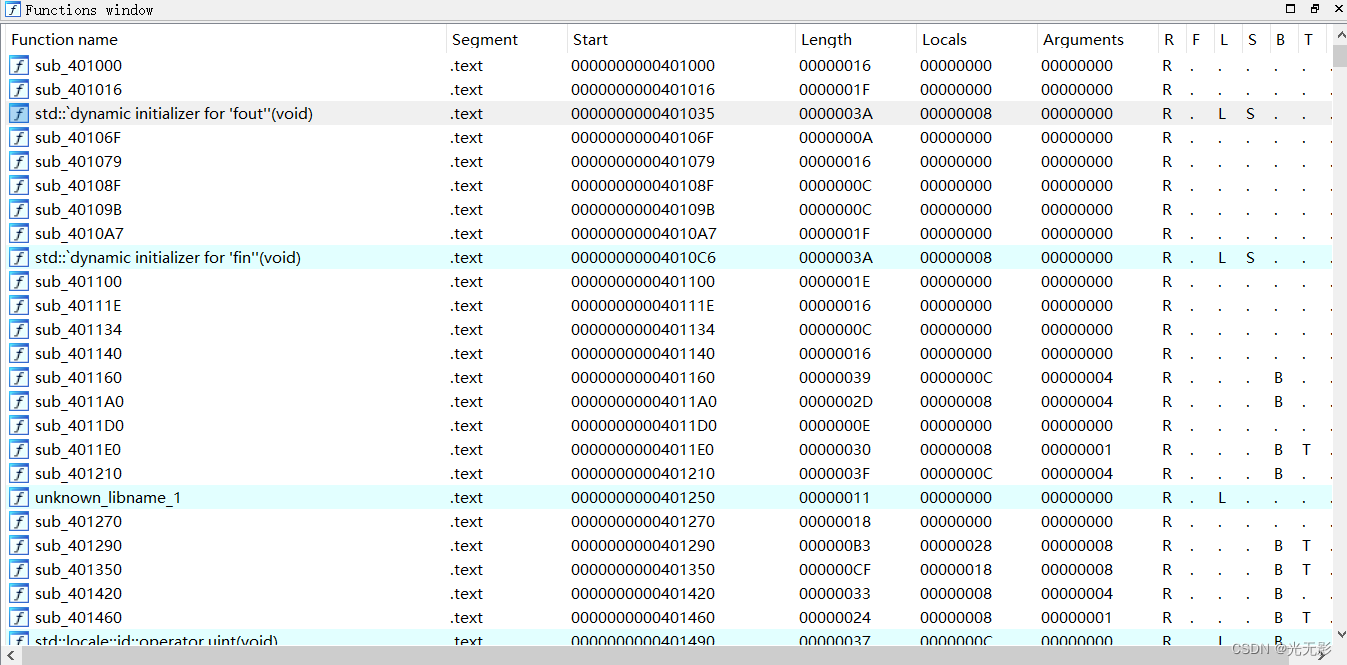 Functions window
Function name Segment Start Length Locals Arguments R F L S B T
sub_401000 .text 0000000000401000 00000016 00000000 00000000 R . . . . . .
sub_401016 .text 0000000000401016 0000001F 00000000 00000000 R . . . . . .
std::`dynamic initializer for 'fout''(void) .text 0000000000401035 0000003A 00000008 00000000 R . L S . . .
sub_40106F .text 000000000040106F 0000000A 00000000 00000000 R . . . . . .
sub_401079 .text 0000000000401079 00000016 00000000 00000000 R . . . . . .
sub_40108F .text 000000000040108F 0000000C 00000000 00000000 R . . . . . .
sub_40109B .text 000000000040109B 0000000C 00000000 00000000 R . . . . . .
sub_4010A7 .text 00000000004010A7 0000001F 00000000 00000000 R . . . . . .
std::`dynamic initializer for 'fin''(void) .text 00000000004010C6 0000003A 00000008 00000000 R . L S . . .
sub_401100 .text 0000000000401100 0000001E 00000000 00000000 R . . . . . .
sub_40111E .text 000000000040111E 00000016 00000000 00000000 R . . . . . .
sub_401134 .text 0000000000401134 0000000C 00000000 00000000 R . . . . . .
sub_401140 .text 0000000000401140 00000016 00000000 00000000 R . . . . . .
sub_401160 .text 0000000000401160 00000039 0000000C 00000004 R . . . B . .
sub_4011A0 .text 00000000004011A0 0000002D 00000008 00000004 R . . . B . .
sub_4011D0 .text 00000000004011D0 0000000E 00000000 00000000 R . . . . . .
sub_4011E0 .text 00000000004011E0 00000030 00000008 00000001 R . . . B T .
sub_401210 .text 0000000000401210 0000003F 0000000C 00000004 R . . . B . .
unknown_libname_1 .text 0000000000401250 00000011 00000000 00000000 R . L . . . .
sub_401270 .text 0000000000401270 00000018 00000000 00000000 R . . . . . .
sub_401290 .text 0000000000401290 000000B3 00000028 00000008 R . . . B T .
sub_401350 .text 0000000000401350 000000CF 00000018 00000008 R . . . B T .
sub_401420 .text 0000000000401420 00000033 00000008 00000004 R . . . B . .
sub_401460 .text 0000000000401460 00000024 00000008 00000001 R . . . B T .
std::locale::id::operator uint(void) .text 0000000000401490 00000037 0000000C 00000000 R . L . B . .
CSDN @光无影